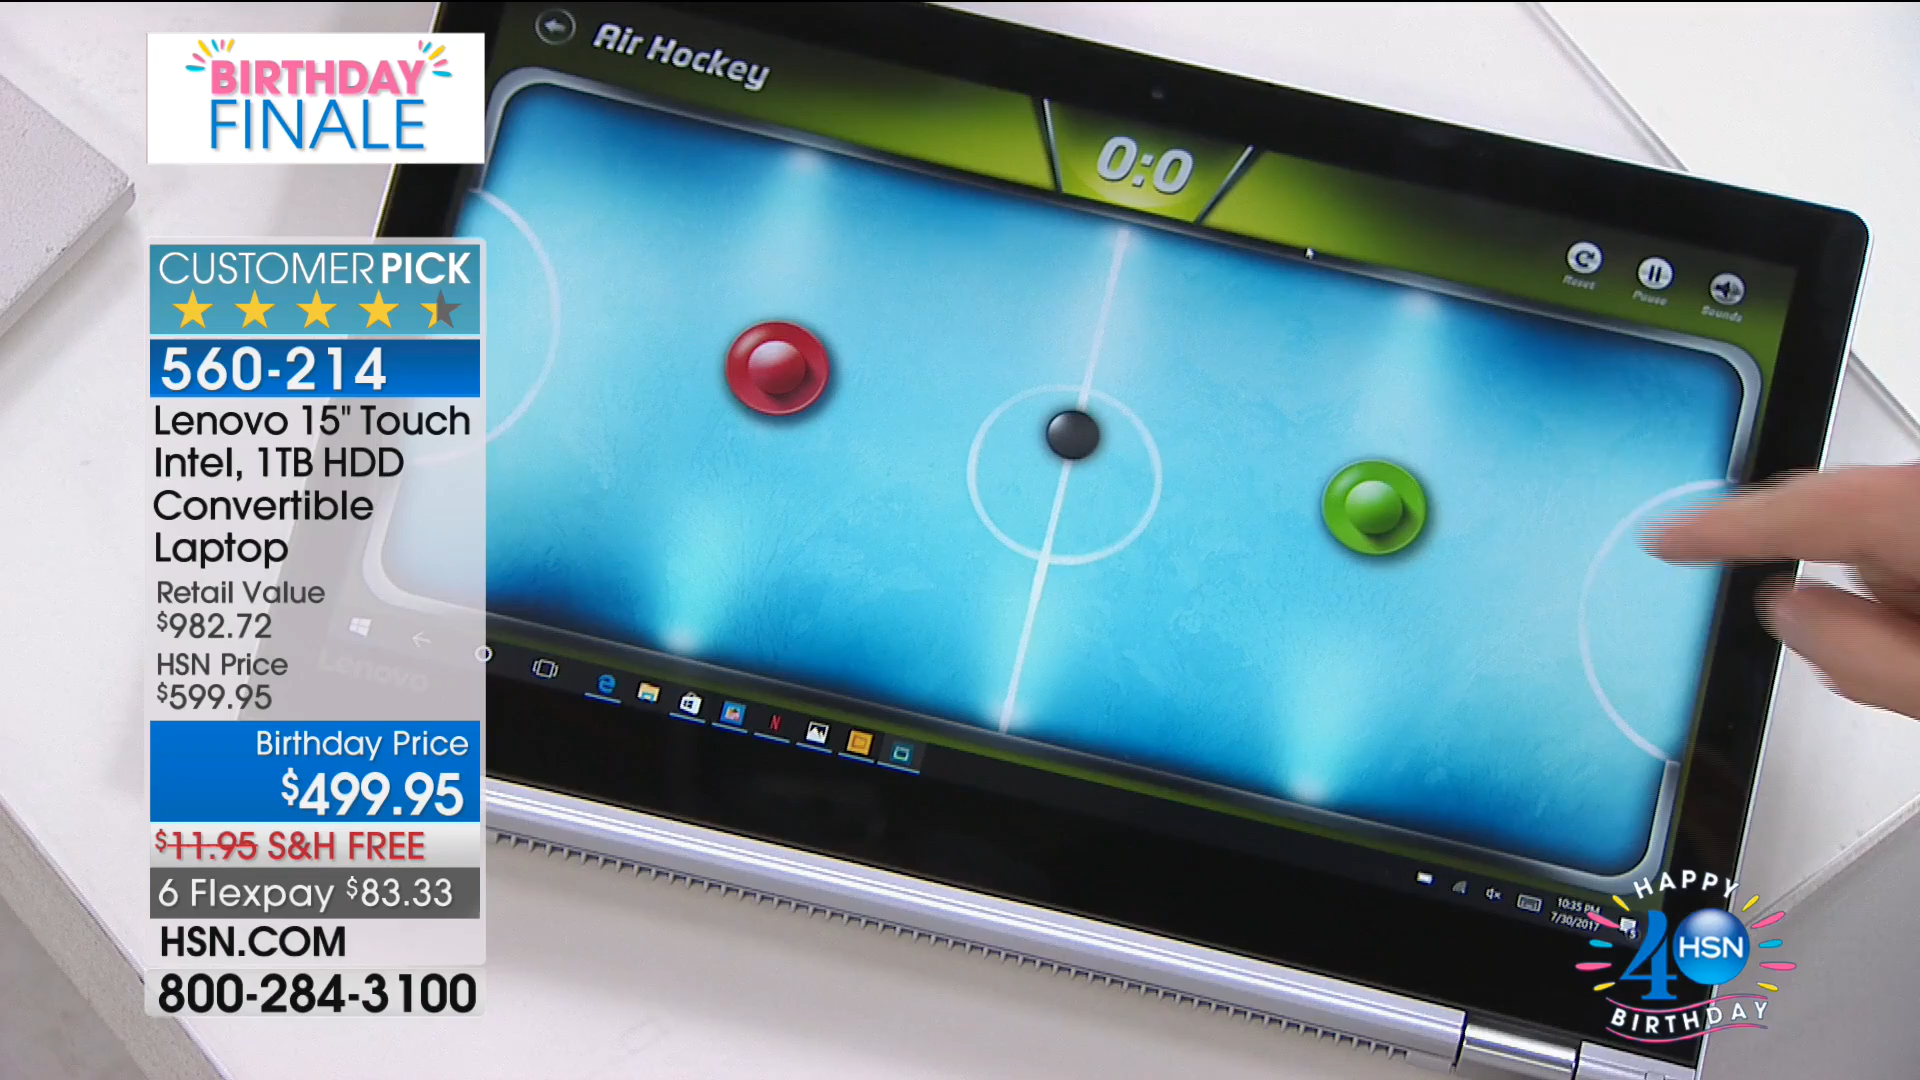 BIRTHDAY
FINALE
CUSTOMER PICK
560-214
Lenovo 15" Touch
Intel, 1TB HDD
Convertible
Laptop
Retail Value
$982.72
HSN Price
$599.95
Birthday Price
$499.95
$11.95 S&H FREE
6 Flexpay $83.33
HSN.COM
800-284-3100
Air Hockey
0:0
Reset
Pause
Sounds
Lenovo
N
10:35 PM
7/30/2017
HAPPY
40 HSN
BIRTHDAY